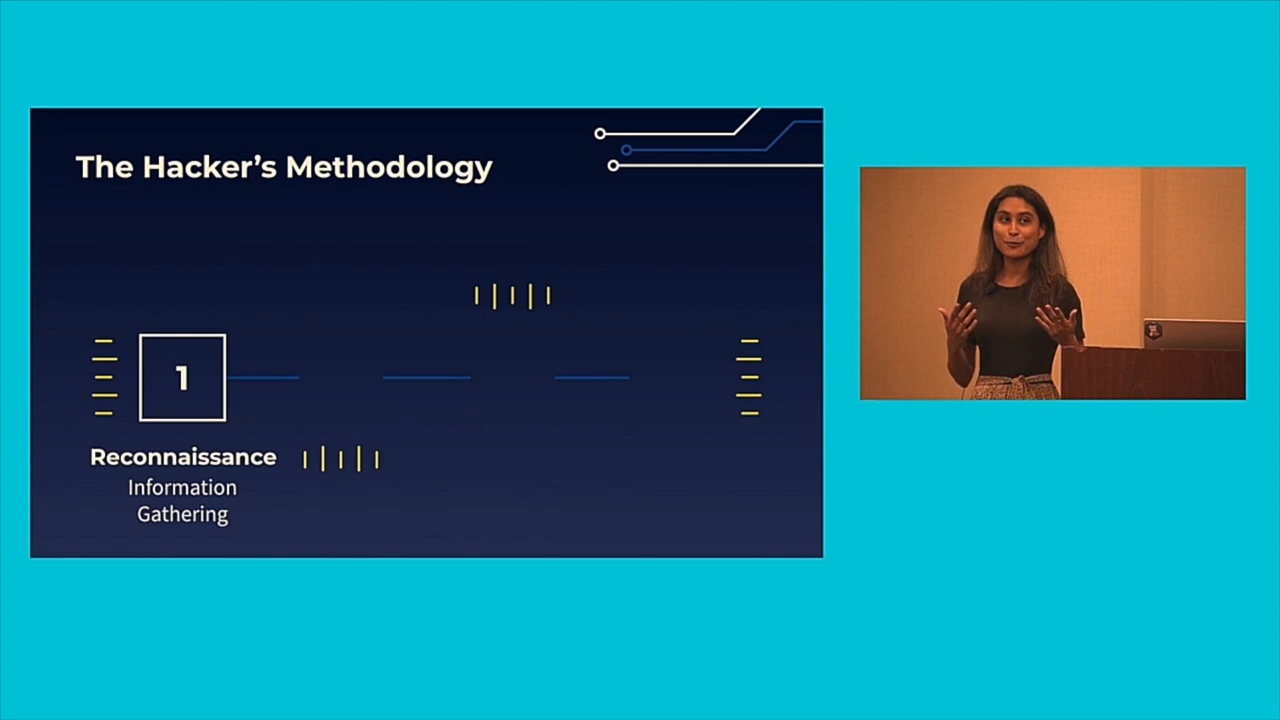 The Hacker's Methodology
1
Reconnaissance
Information
Gathering